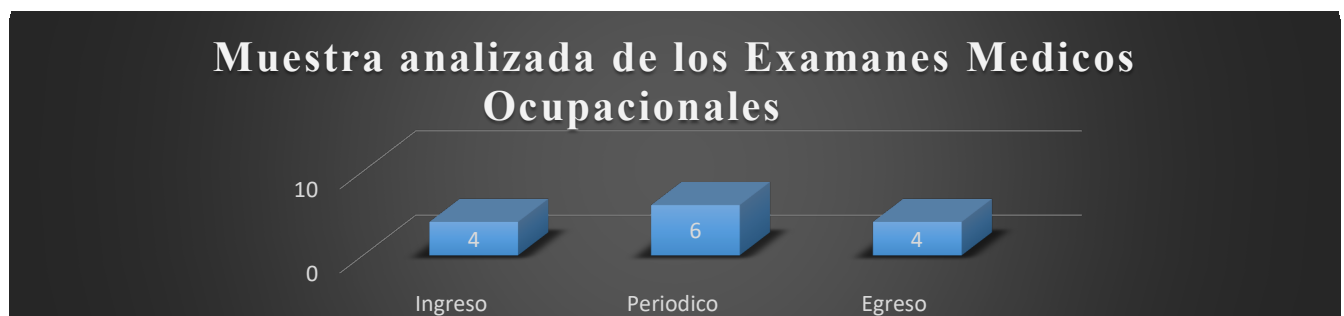 Muestra analizada de los Examanes Medicos
Ocupacionales
10
0
4
6
4
Ingreso
Periodico
Egreso